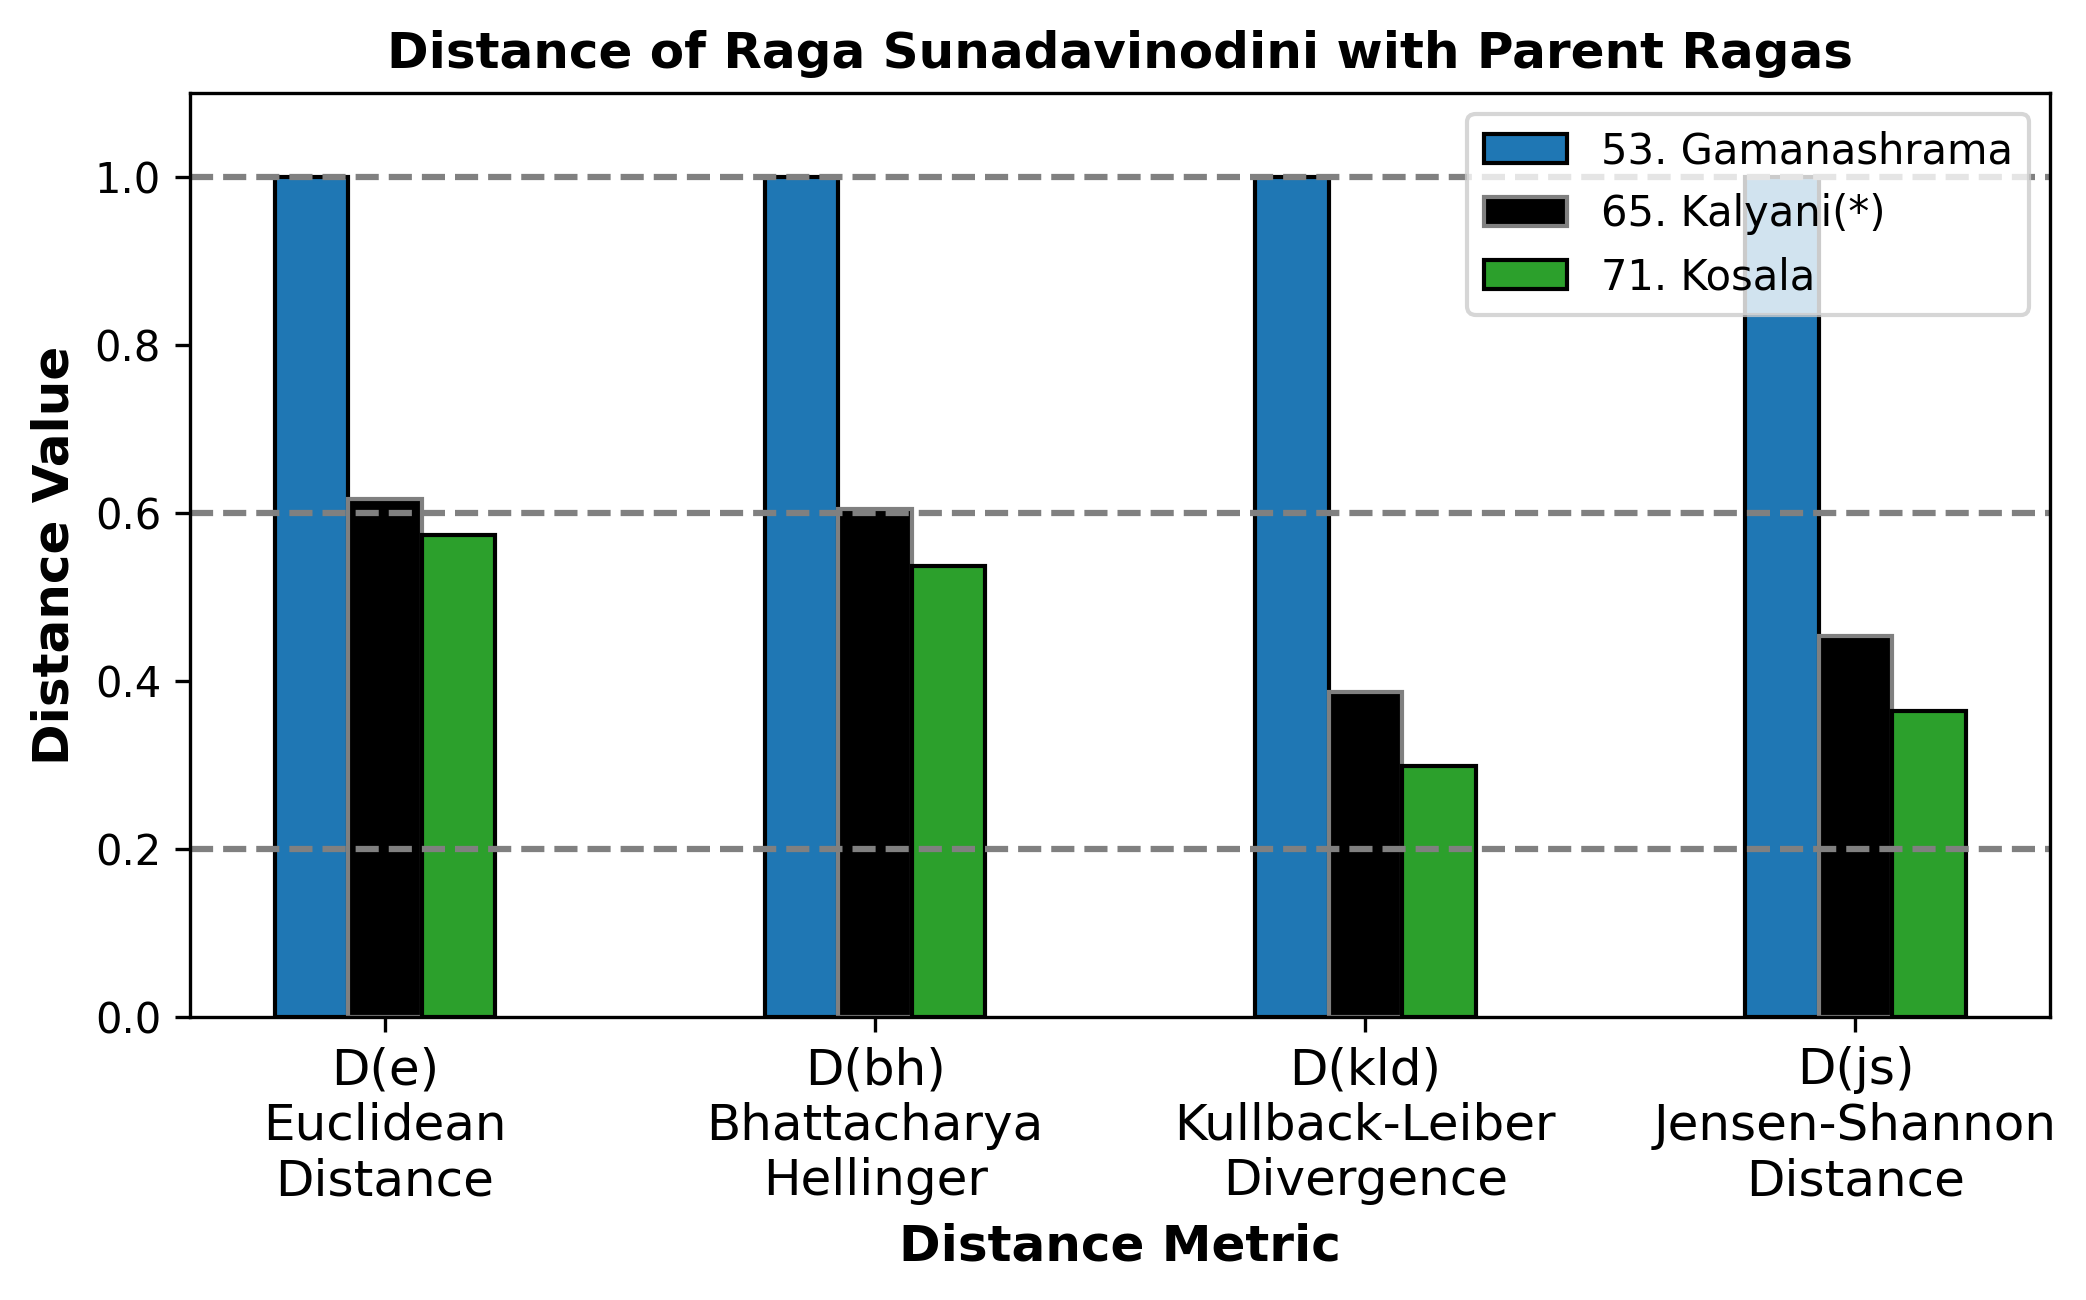 Distance of Raga Sunadavinodini with Parent Ragas
53. Gamanashrama
65. Kalyani(*)
71. Kosala
Distance Value
1.0
0.8
0.6
0.4
0.2
0.0
D(e)
Euclidean
Distance
D(bh)
Bhattacharya
Hellinger
D(kld)
Kullback-Leiber
Divergence
D(js)
Jensen-Shannon
Distance
Distance Metric